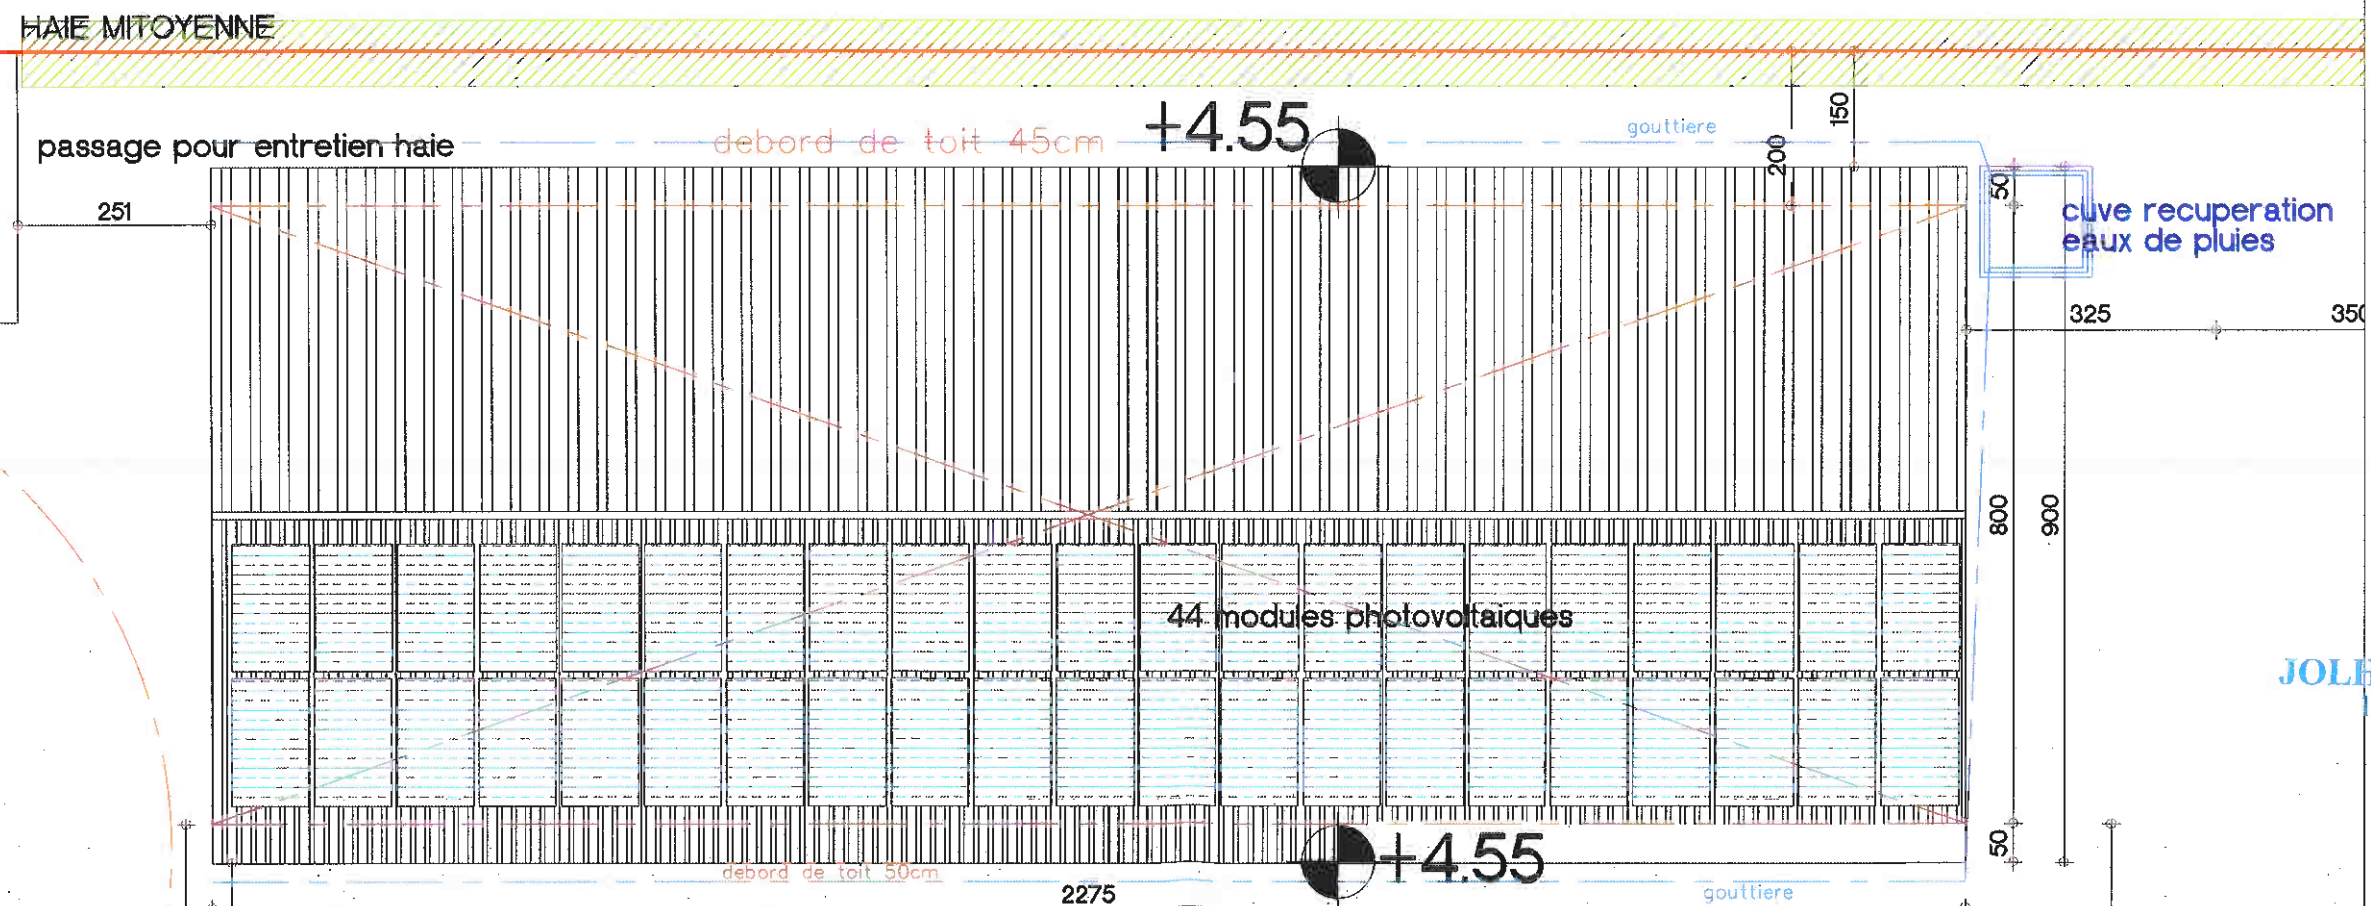 HAIE MITOYENNE
+4.55
150
gouttiere
debord de toit 45cm
passage pour entretien haie
200
50
251
cuve recuperation
eaux de pluies
325
350
800
900
44 modules photovoltaiques
50
+4.55
debord de toit 50cm
2275
gouttiere